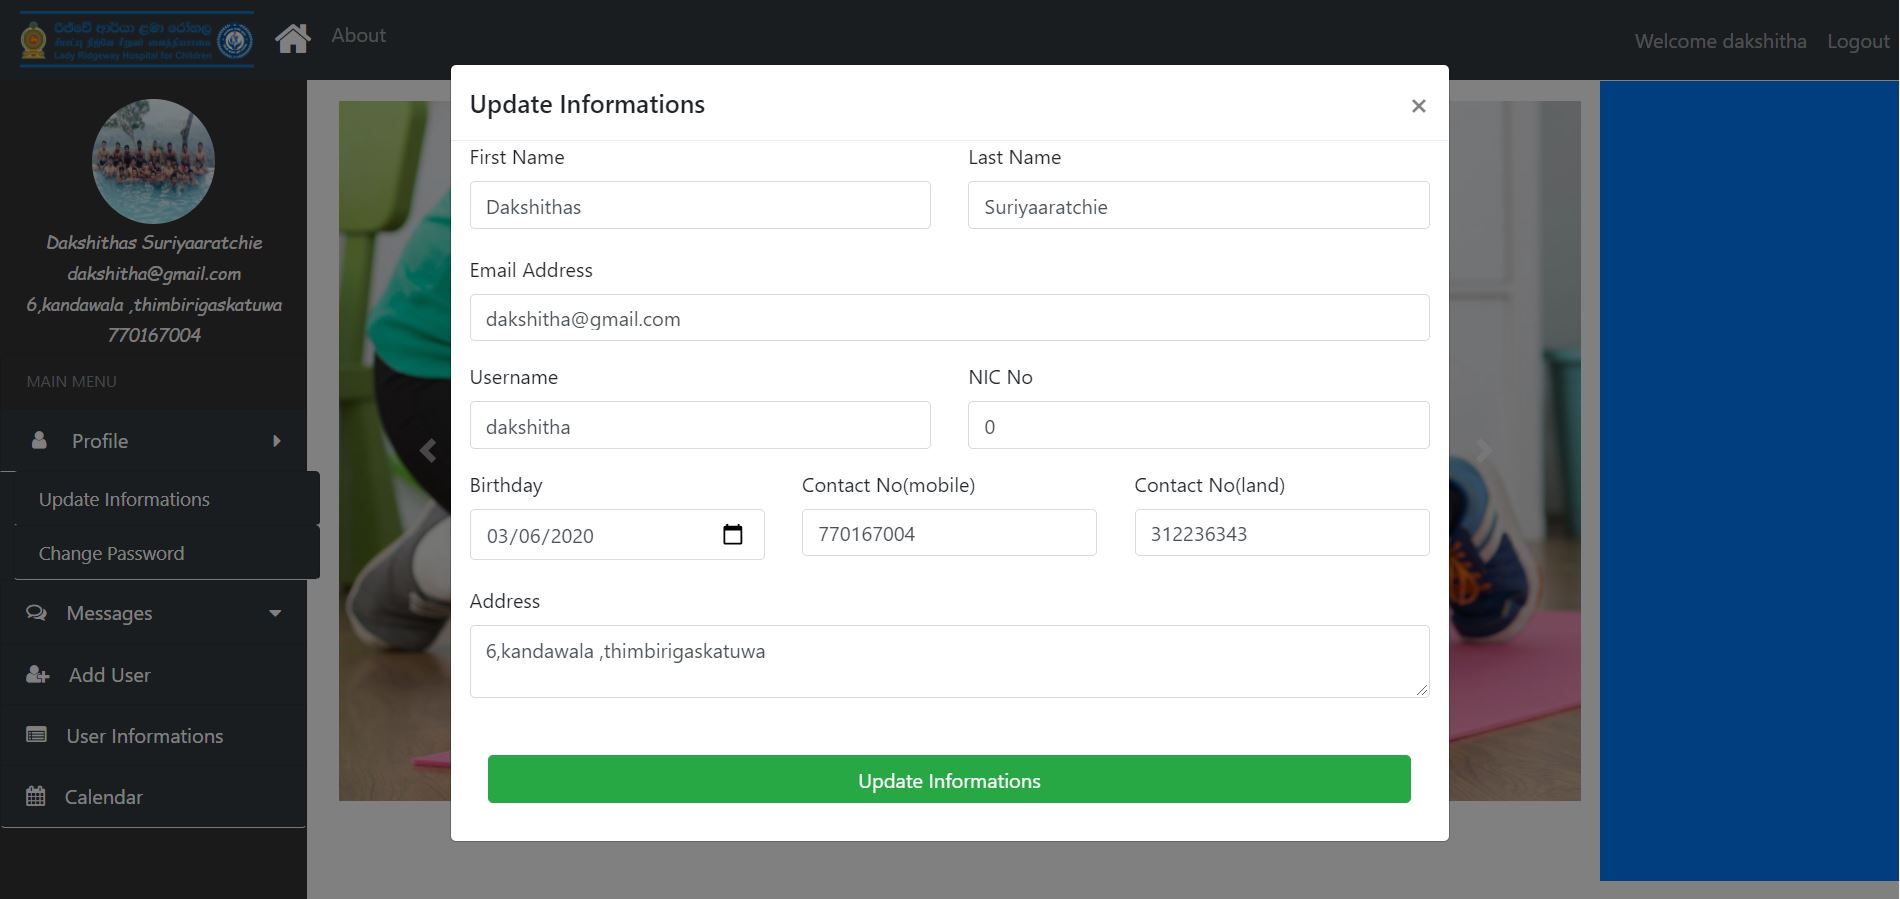 රිජ්වේ ආර්යා ළමා රෝහල
Lady Ridgeway Hospital for Children
About
Welcome dakshitha
Logout
Dakshithas Suriyaaratchie
dakshitha@gmail.com
6,kandawala ,thimbirigaskatuwa
770167004
MAIN MENU
Profile
Update Informations
Change Password
Messages
Add User
User Informations
Calendar
Update Informations
×
First Name
Last Name
Dakshithas
Suriyaaratchie
Email Address
dakshitha@gmail.com
Username
NIC No
dakshitha
0
Birthday
Contact No(mobile)
Contact No(land)
03/06/2020
770167004
312236343
Address
6,kandawala ,thimbirigaskatuwa
Update Informations